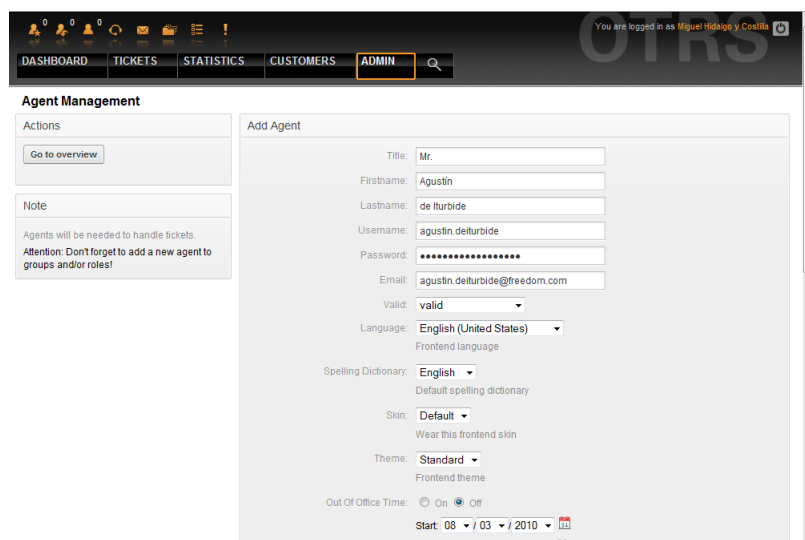 0 0 0
OTRS
You are logged in as Miguel Hidalgo y Costilla
DASHBOARD TICKETS STATISTICS CUSTOMERS ADMIN
Agent Management
Actions
Go to overview
Note
Agents will be needed to handle tickets.
Attention: Don't forget to add a new agent to
groups and/or roles!
Add Agent
Title: Mr.
Firstname: Agustín
Lastname: de Iturbide
Username: agustin.deiturbide
Password: ••••••••••••••••••
Email: agustin.deiturbide@freedom.com
Valid: valid
Language: English (United States)
Frontend language
Spelling Dictionary: English
Default spelling dictionary
Skin: Default
Wear this frontend skin
Theme: Standard
Frontend theme
Out Of Office Time: On Off
Start: 08 / 03 / 2010